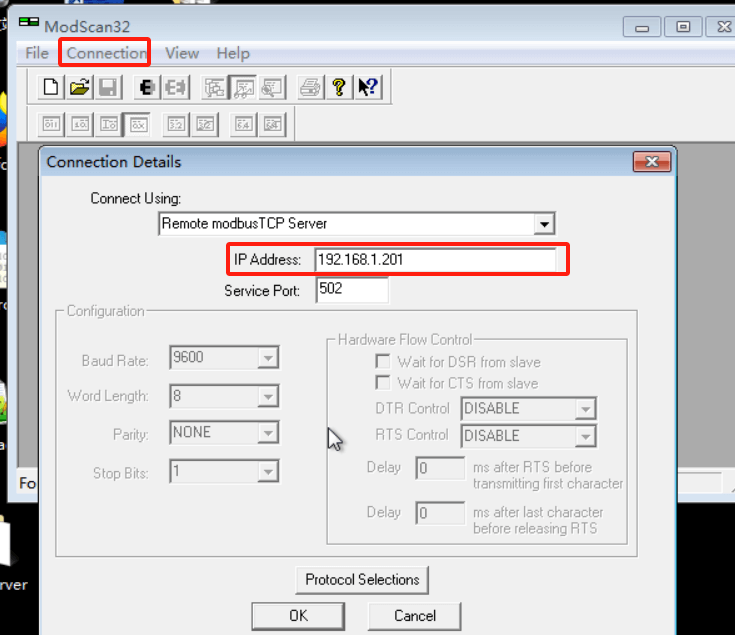 ModScan32
File Connection View Help
Connection Details
Connect Using:
Remote modbusTCP Server
IP Address: 192.168.1.201
Service Port: 502
Configuration
Baud Rate: 9600
Word Length: 8
Parity: NONE
Stop Bits: 1
Hardware Flow Control
Wait for DSR from slave
Wait for CTS from slave
DTR Control DISABLE
RTS Control DISABLE
Delay 0 ms after RTS before
transmitting first character
Delay 0 ms after last character
before releasing RTS
Fo
rver
Protocol Selections
OK Cancel